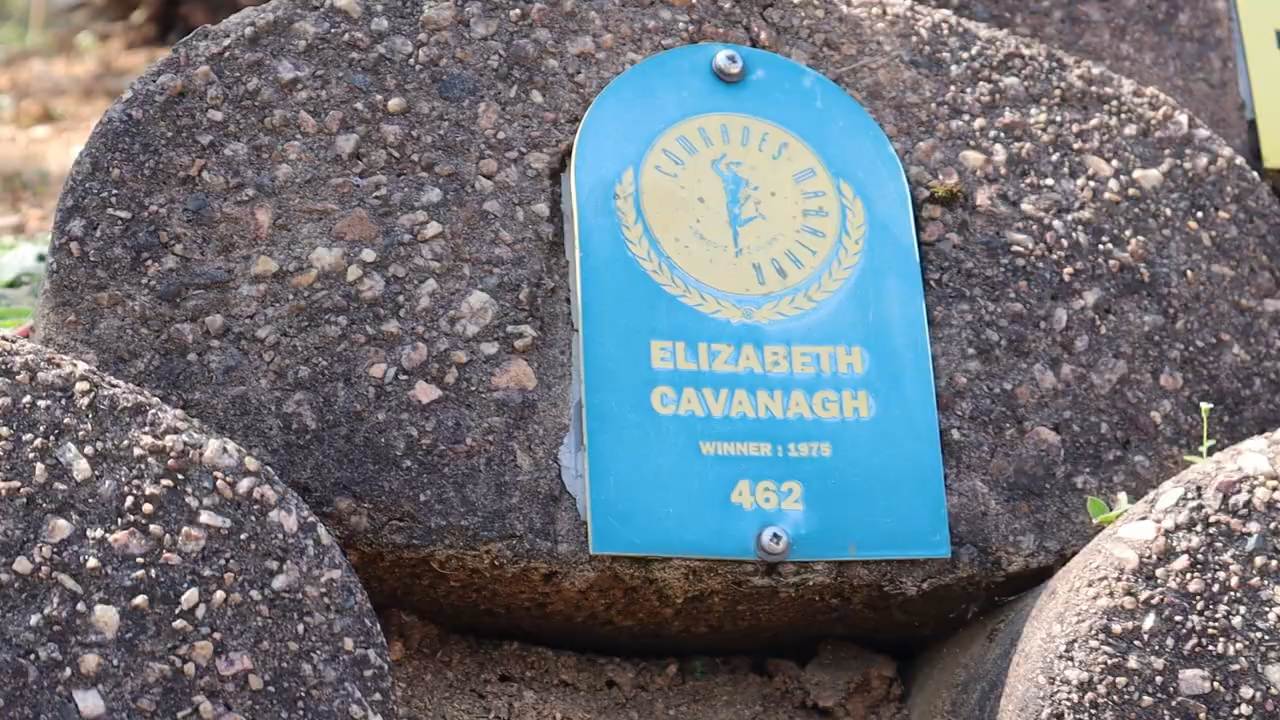 COMRADES MARATHON
ELIZABETH
CAVANAGH
WINNER : 1975
462